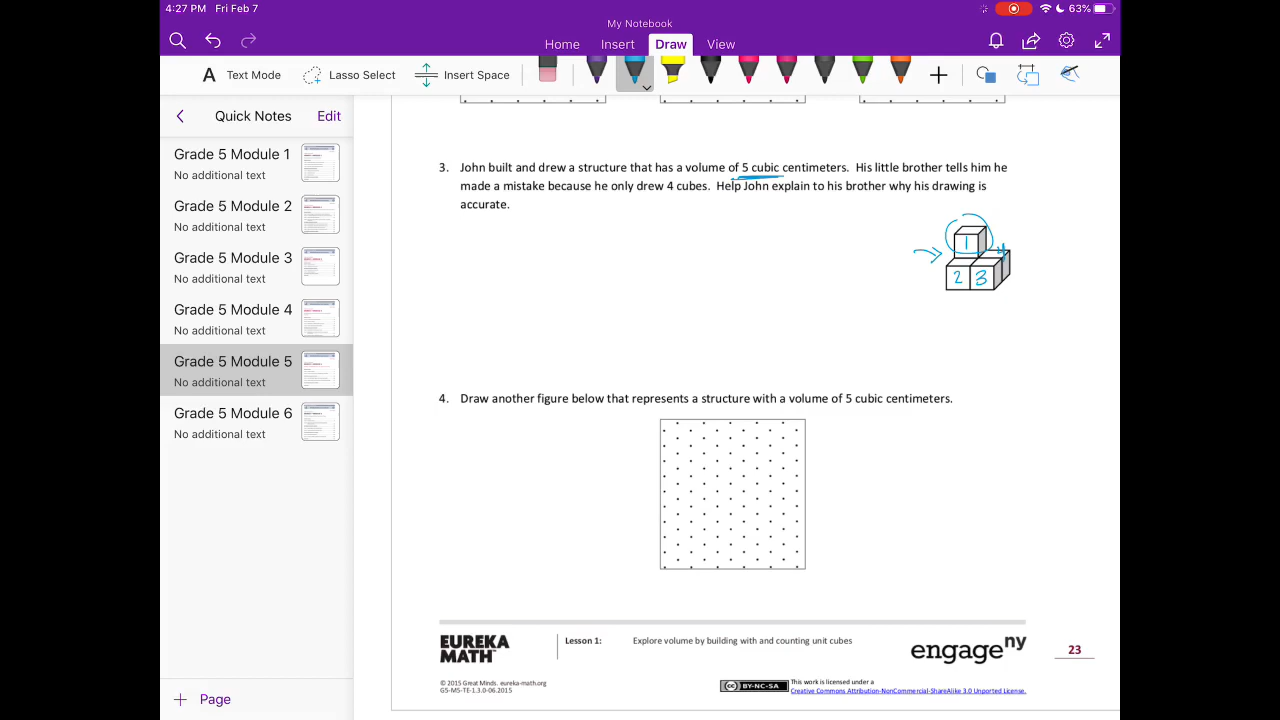 4:27 PM Fri Feb 7
My Notebook
63%
Home Insert Draw View
Text Mode Lasso Select Insert Space
Quick Notes Edit
Grade 5 Module 1
No additional text
Grade 5 Module 2
No additional text
Grade 5 Module 3
No additional text
Grade 5 Module 4
No additional text
Grade 5 Module 5
No additional text
Grade 5 Module 6
No additional text
Page
3. John built and drew a structure that has a volume of 5 cubic centimeters. His little brother tells him he
made a mistake because he only drew 4 cubes. Help John explain to his brother why his drawing is
accurate.
1
4
2 3
4. Draw another figure below that represents a structure with a volume of 5 cubic centimeters.
EUREKA
MATH™
Lesson 1: Explore volume by building with and counting unit cubes
engageny
23
© 2015 Great Minds. eureka-math.org
G5-M5-TE-1.3.0-06.2015
cc BY-NC-SA
This work is licensed under a
Creative Commons Attribution-NonCommercial-ShareAlike 3.0 Unported License.